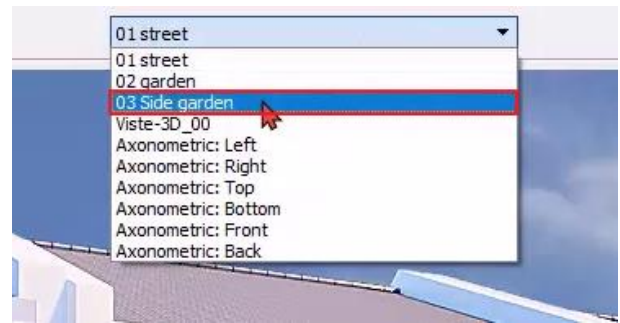 01 street
01 street
02 garden
03 Side garden
Viste-3D_00
Axonometric: Left
Axonometric: Right
Axonometric: Top
Axonometric: Bottom
Axonometric: Front
Axonometric: Back